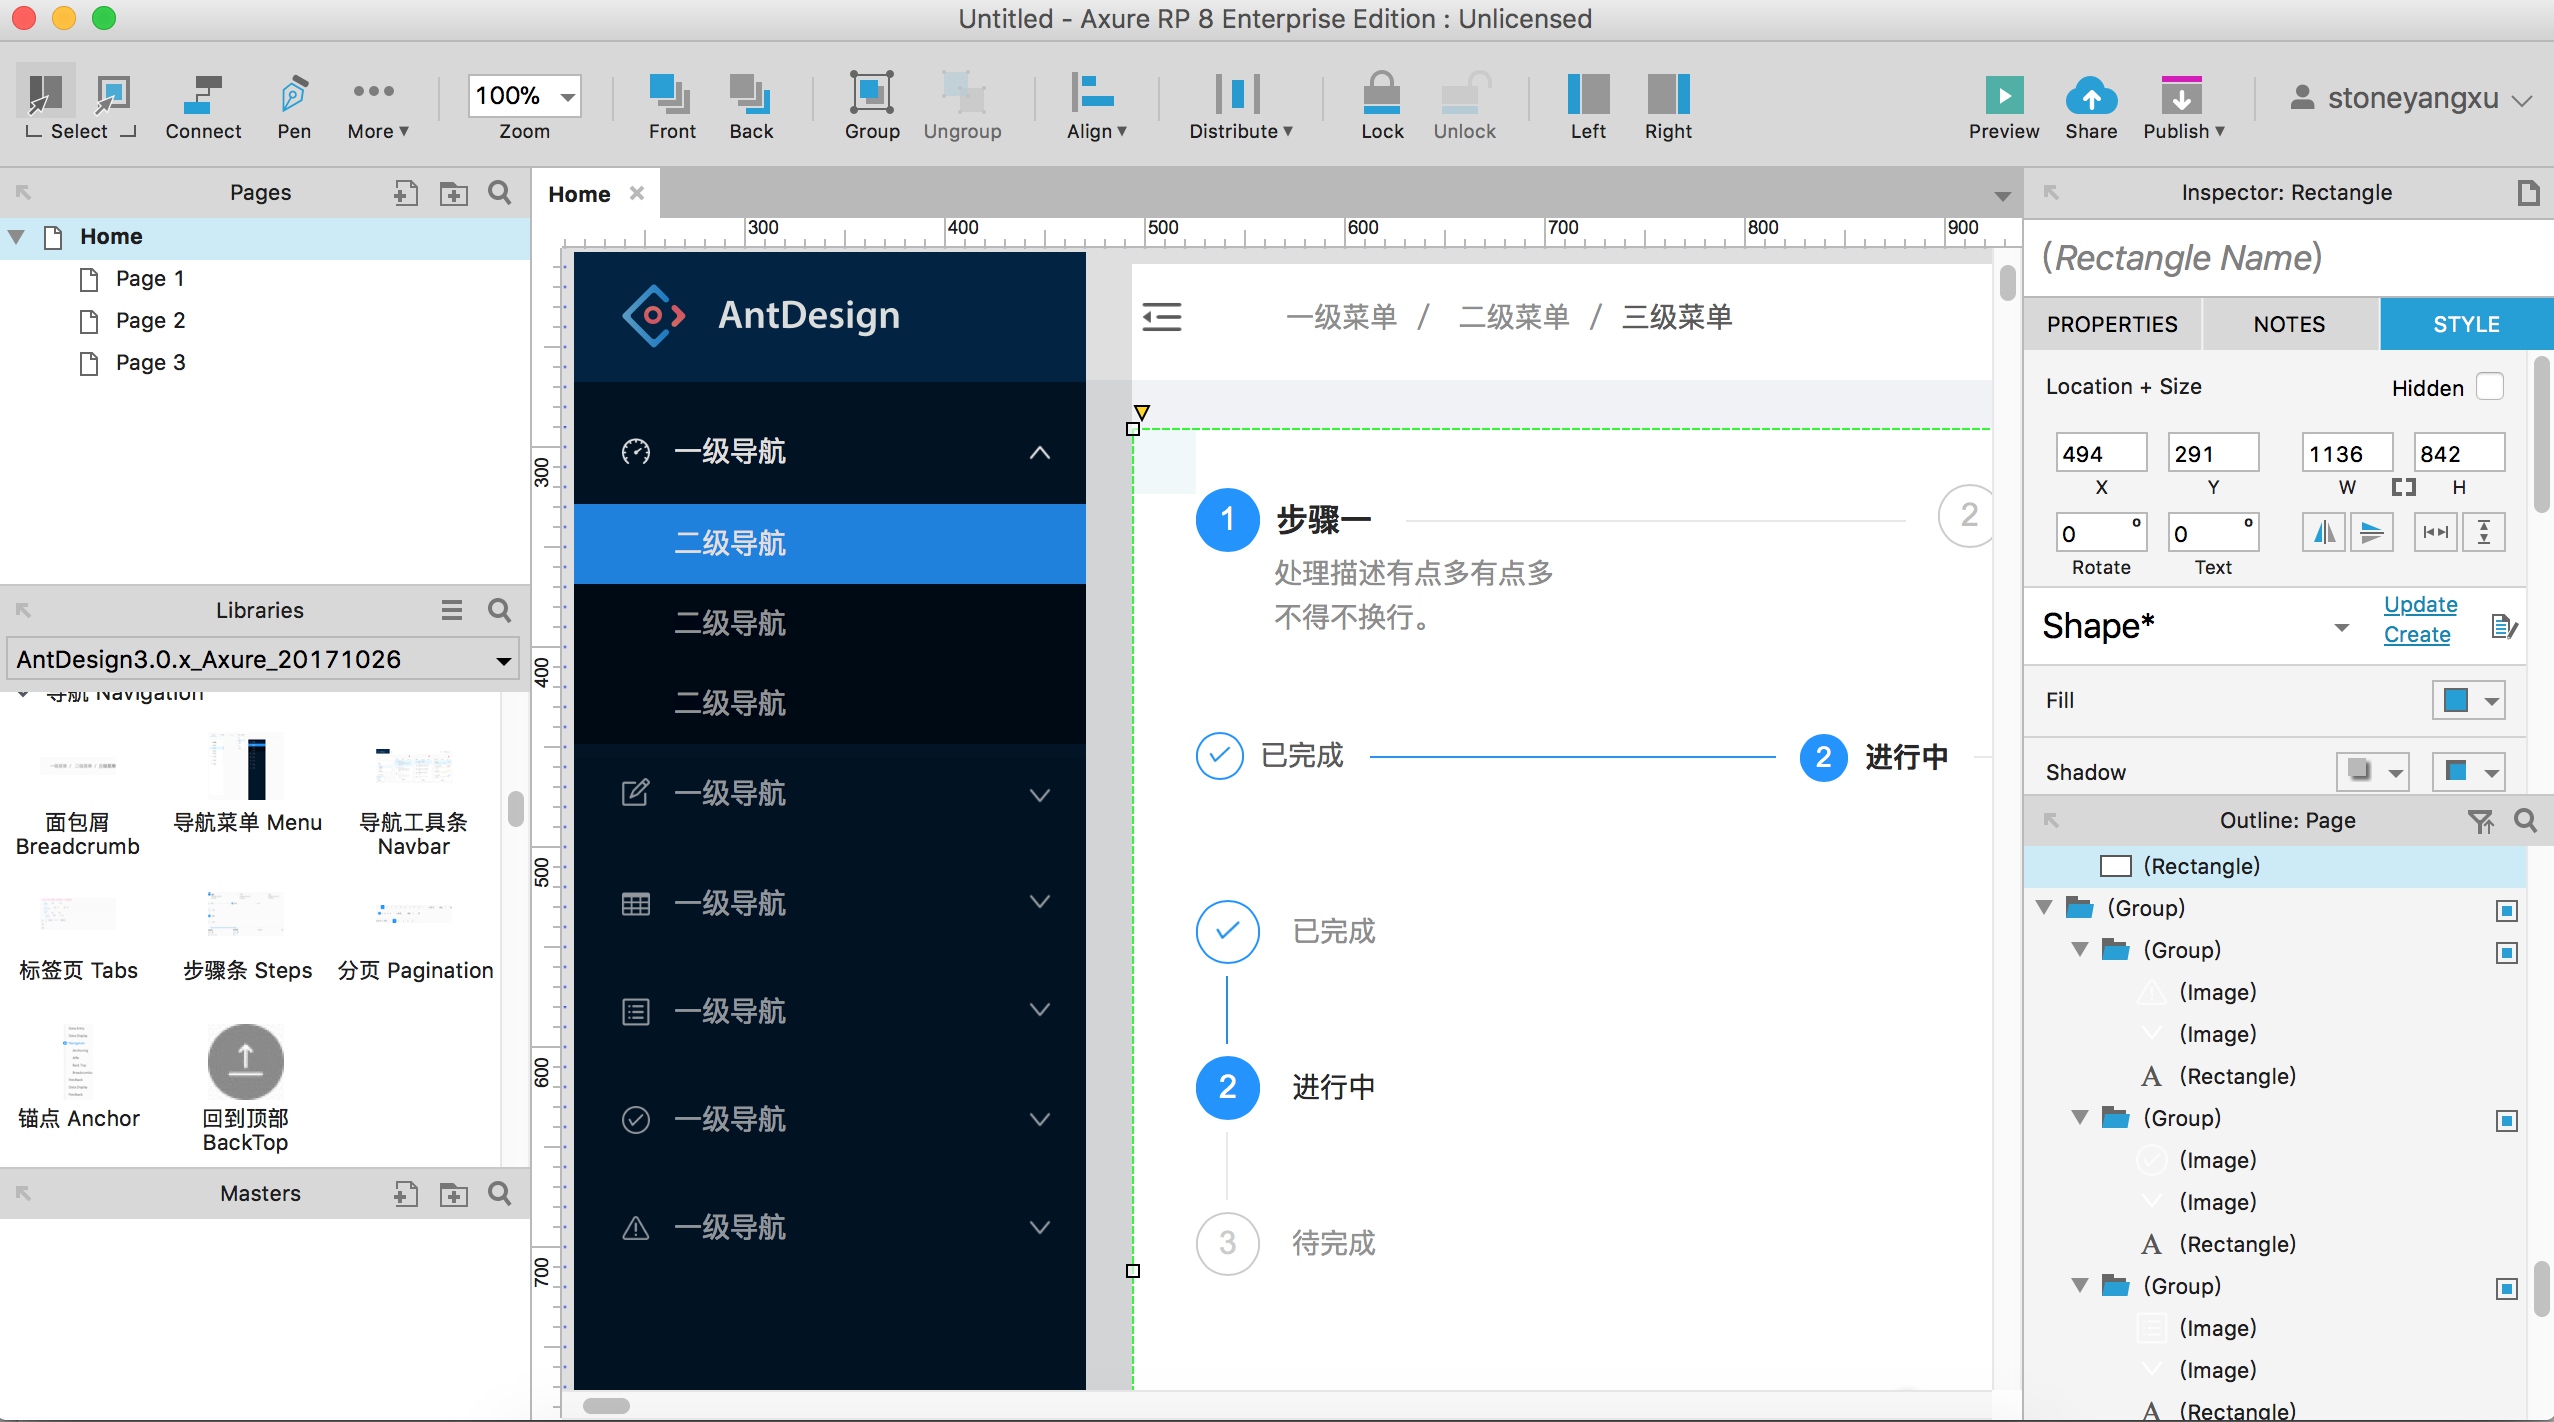 Untitled - Axure RP 8 Enterprise Edition : Unlicensed
Select
Connect
Pen
More
100%
Zoom
Front
Back
Group
Ungroup
Align
Distribute
Lock
Unlock
Left
Right
Preview
Share
Publish
stoneyangxu
Pages
Home
Page 1
Page 2
Page 3
Libraries
AntDesign3.0.x_Axure_20171026
导航 Navigation
面包屑
Breadcrumb
导航菜单 Menu
导航工具条
Navbar
标签页 Tabs
步骤条 Steps
分页 Pagination
锚点 Anchor
回到顶部
BackTop
Masters
Home
300
400
500
600
700
800
900
300
400
500
600
700
AntDesign
一级导航
二级导航
二级导航
二级导航
一级导航
一级导航
一级导航
一级导航
一级导航
一级菜单 / 二级菜单 / 三级菜单
1 步骤一
2
处理描述有点多有点多
不得不换行。
已完成
2 进行中
已完成
2 进行中
3 待完成
Inspector: Rectangle
(Rectangle Name)
PROPERTIES
NOTES
STYLE
Location + Size
Hidden
494
291
1136
842
X
Y
W
H
0°
0°
Rotate
Text
Shape*
Update
Create
Fill
Shadow
Outline: Page
(Rectangle)
(Group)
(Group)
(Image)
(Image)
A (Rectangle)
(Group)
(Image)
(Image)
A (Rectangle)
(Group)
(Image)
(Image)
A (Rectangle)